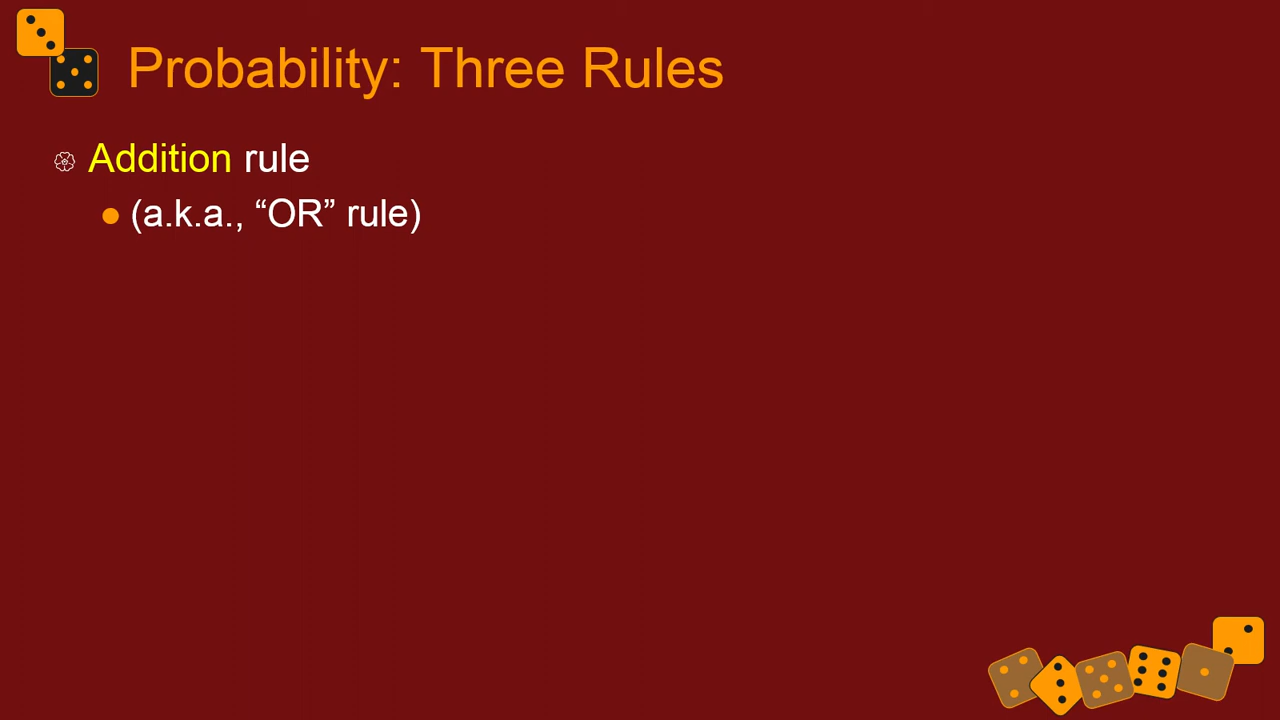 Probability: Three Rules
Addition rule
(a.k.a., “OR” rule)